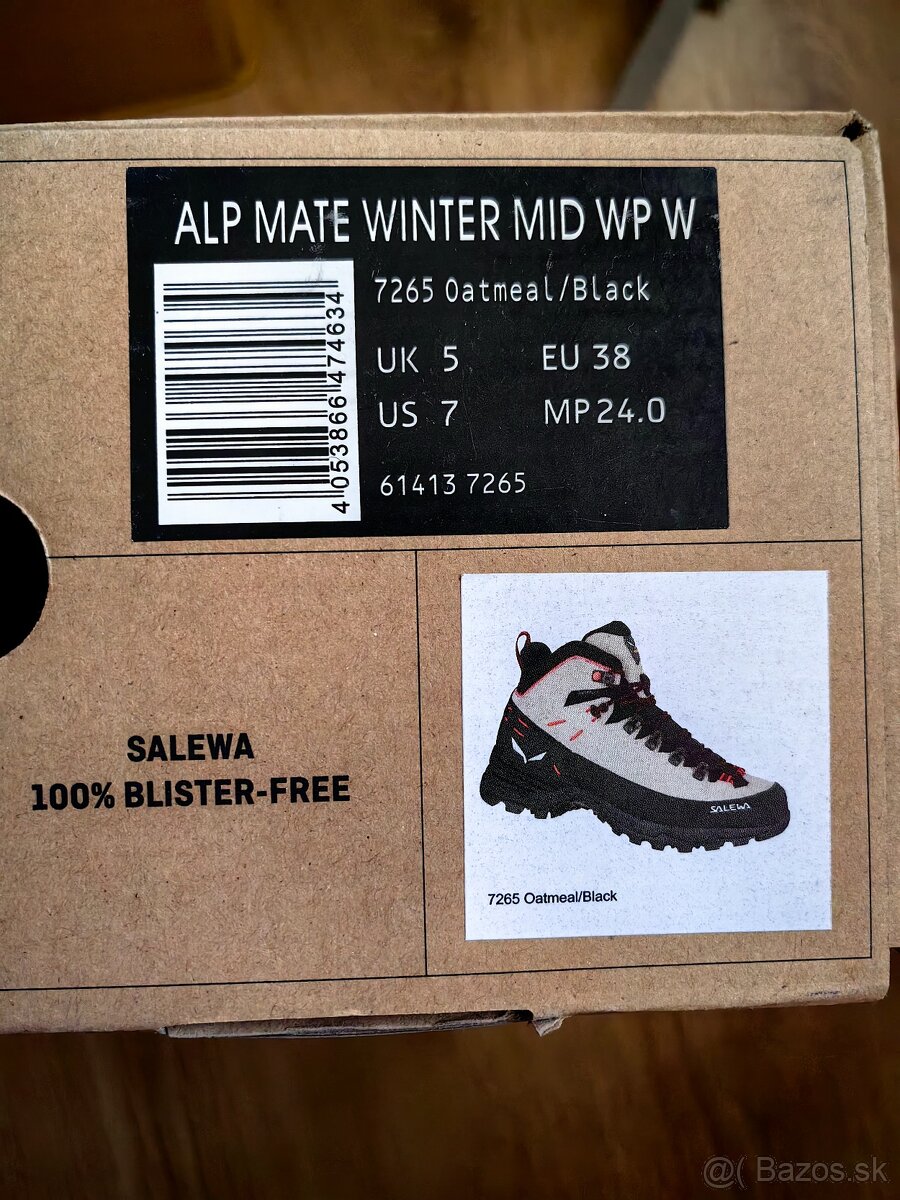 ALP MATE WINTER MID WP W
7265 Oatmeal/Black
UK 5 EU 38
US 7 MP 24.0
61413 7265
4 053866 474634
SALEWA
100% BLISTER-FREE
SALEWA
7265 Oatmeal/Black
@( Bazos.sk